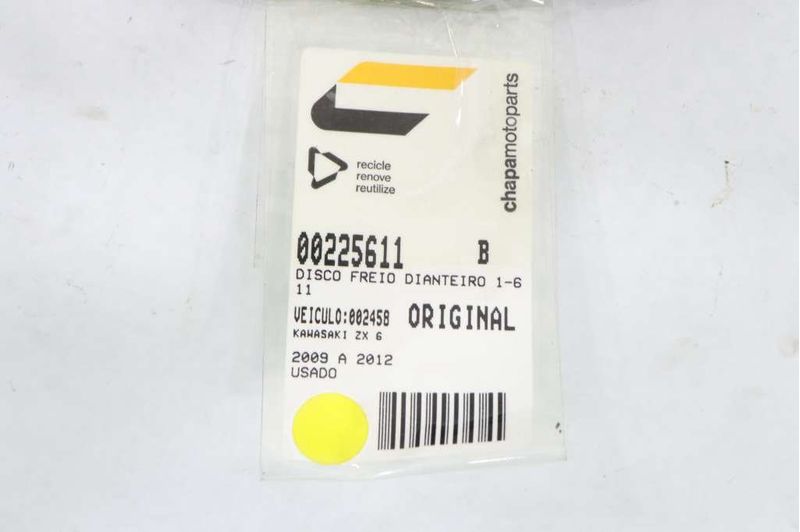 recicle
renove
reutilize
chapamotoparts
00225611 B
DISCO FREIO DIANTEIRO 1-6
11
VEICULO:002458 ORIGINAL
KAWASAKI ZX 6
2009 A 2012
USADO